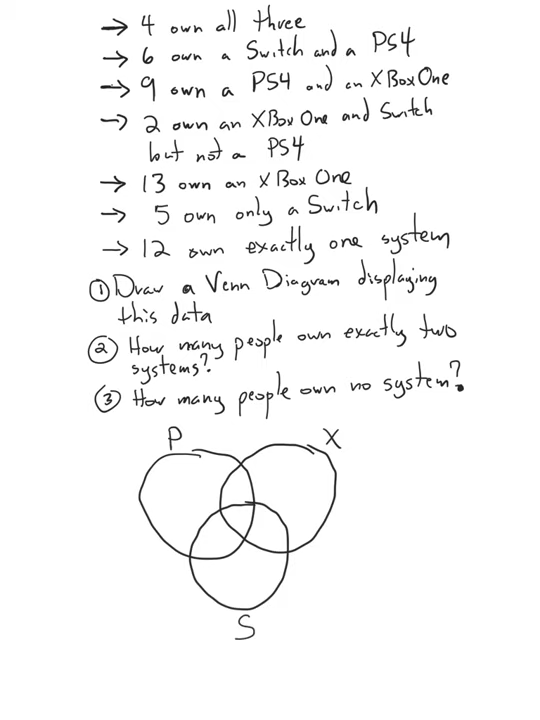 → 4 own all three
→ 6 own a Switch and a PS4
→ 9 own a PS4 and an XBoxOne
→ 2 own an XBox One and Switch
but not a PS4
→ 13 own an XBox One
→ 5 own only a Switch
→ 12 own exactly one system
① Draw a Venn Diagram displaying
this data
② How many people own exactly two
systems?
③ How many people own no system?
P X
S